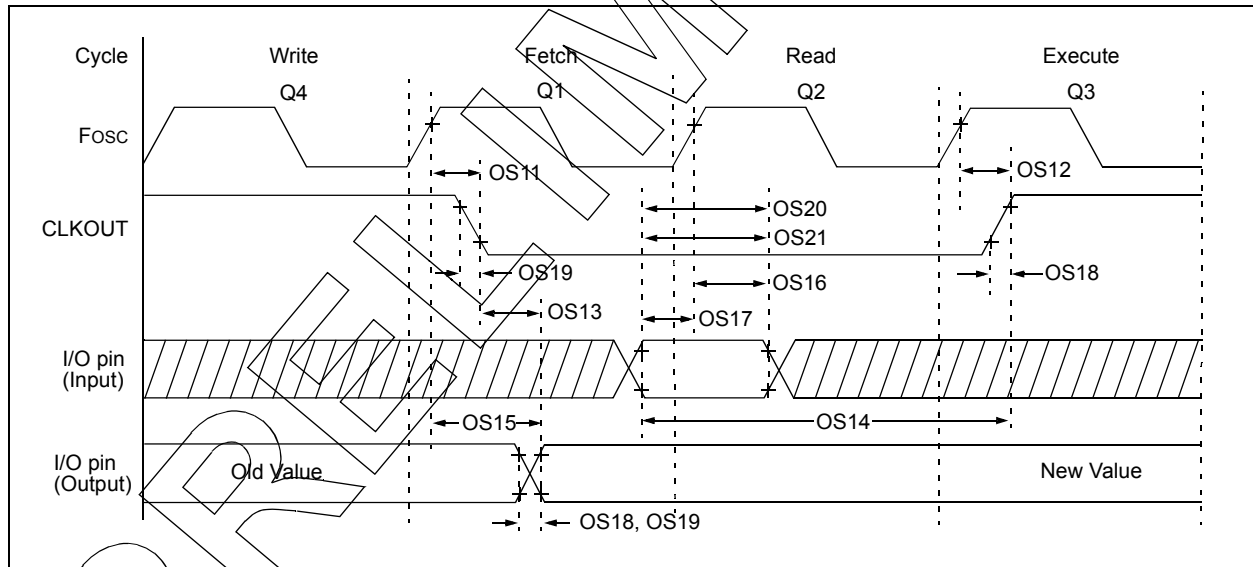 Cycle Write Fetch Read Execute
Q4 Q1 Q2 Q3
Fosc
OS11 OS12
CLKOUT
OS20
OS21
OS19 OS16 OS18
OS13 OS17
I/O pin
(Input)
OS15 OS14
I/O pin
(Output)
Old Value New Value
OS18, OS19